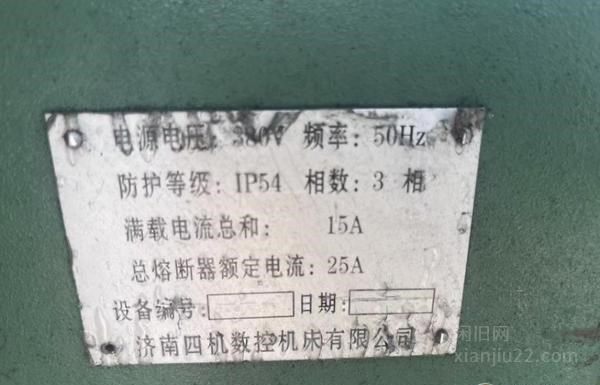 电源电压: 380V 频率: 50Hz
防护等级: IP54 相数: 3 相
满载电流总和: 15A
总熔断器额定电流: 25A
设备编号: 日期:
济南四机数控机床有限公司
闲旧网
xianjiu22.com